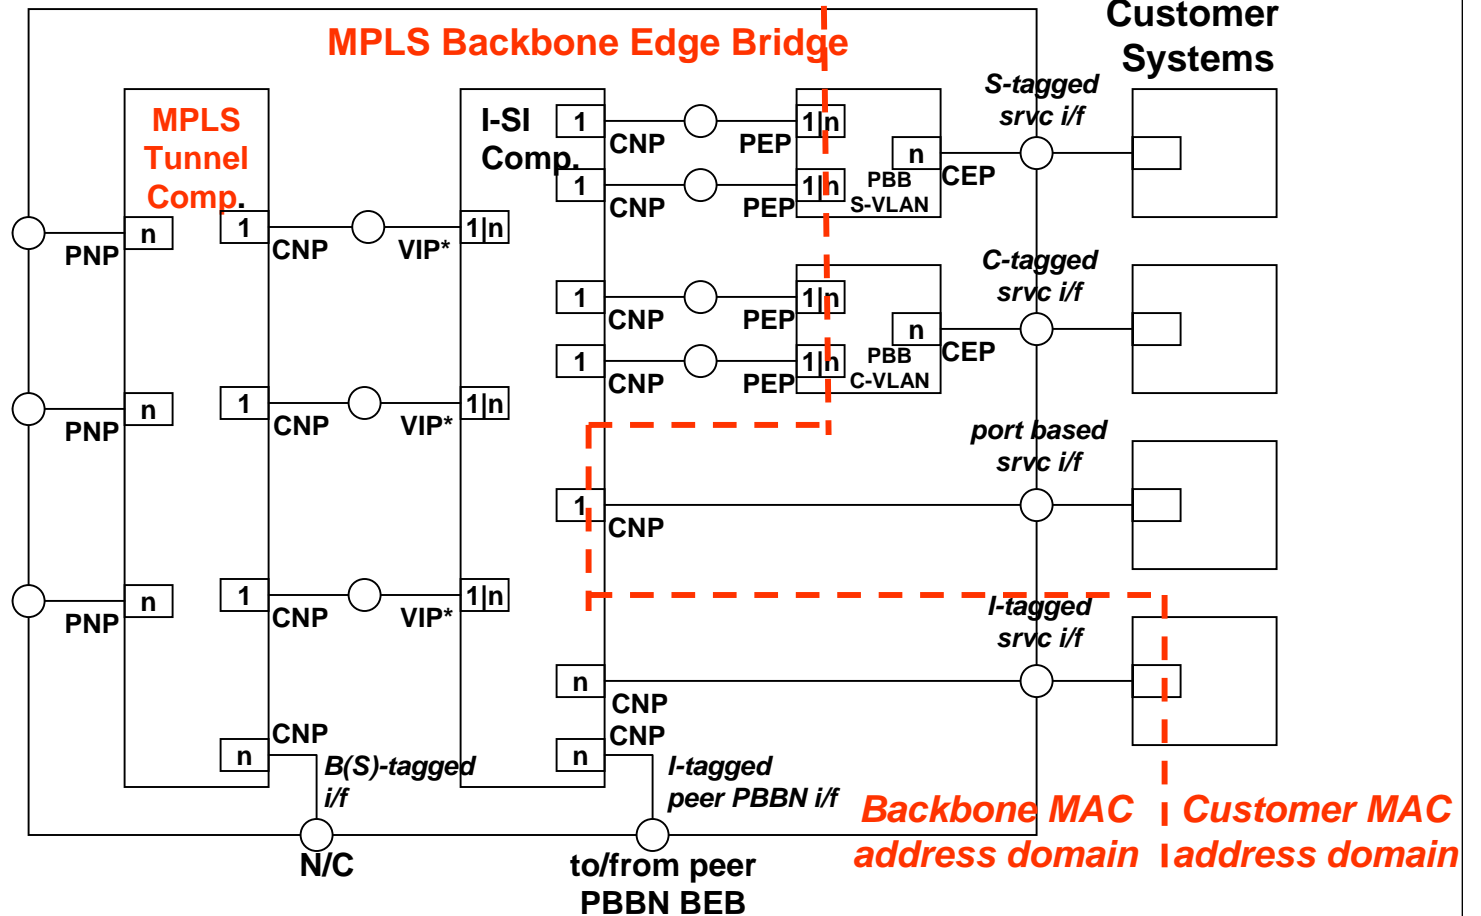 Customer
Systems
MPLS Backbone Edge Bridge
S-tagged
srvc i/f
MPLS
Tunnel
Comp.
I-SI
Comp.
1
CNP
PEP
1|n
n
CEP
1
CNP
PEP
1|n
PBB
S-VLAN
PNP
n
1
CNP
VIP*
1|n
C-tagged
srvc i/f
1
CNP
PEP
1|n
n
CEP
1
CNP
PEP
1|n
PBB
C-VLAN
PNP
n
1
CNP
VIP*
1|n
port based
srvc i/f
1
CNP
PNP
n
1
CNP
VIP*
1|n
I-tagged
srvc i/f
n
CNP
n
CNP
B(S)-tagged
i/f
n
CNP
I-tagged
peer PBBN i/f
Backbone MAC
address domain
Customer MAC
address domain
N/C
to/from peer
PBBN BEB